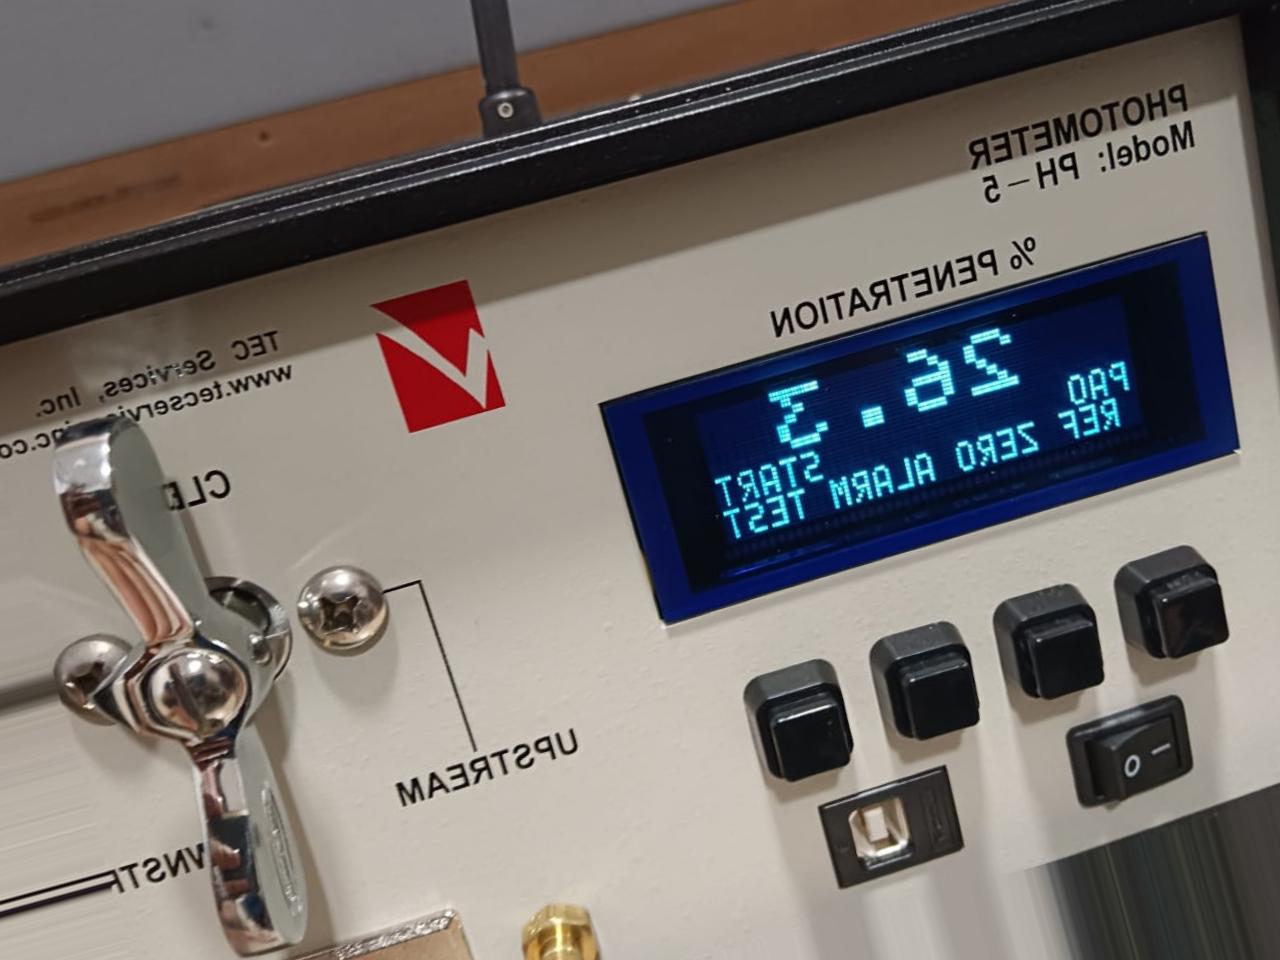 PHOTOMETER
Model: PH-5
% PENETRATION
PAO 26.3 START
REF ZERO ALARM TEST
TEC Services, Inc.
UPSTREAM